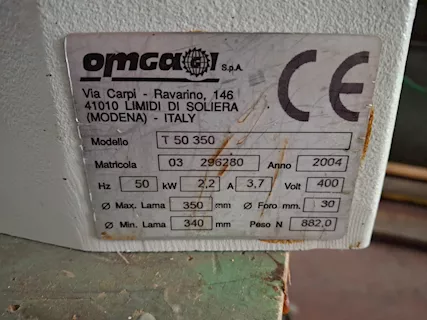 omga G S.p.A.
CE
Via Carpi - Ravarino, 146
41010 LIMIDI DI SOLIERA
(MODENA) - ITALY
Modello T 50 350
Matricola 03 296280 Anno 2004
Hz 50 kW 2,2 A 3,7 Volt 400
Ø Max. Lama 350 mm Ø Foro mm. 30
Ø Min. Lama 340 mm Peso N 882,0